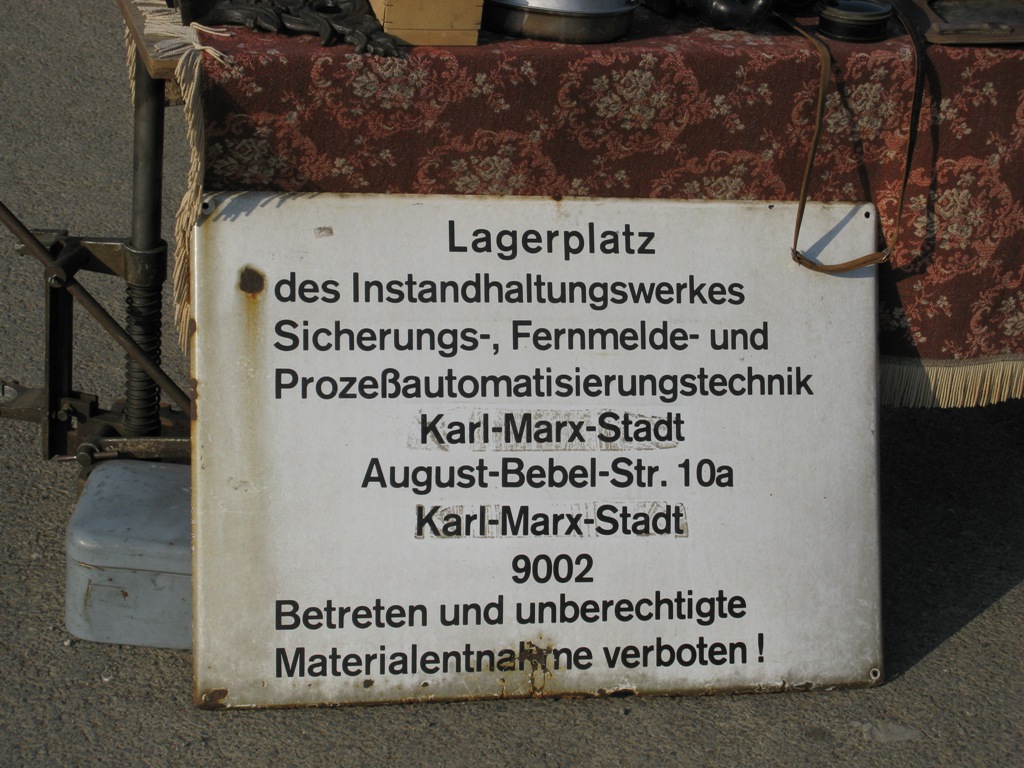 Lagerplatz
des Instandhaltungswerkes
Sicherungs-, Fernmelde- und
Prozeßautomatisierungstechnik
Karl-Marx-Stadt
August-Bebel-Str. 10a
Karl-Marx-Stadt
9002
Betreten und unberechtigte
Materialentnahme verboten !